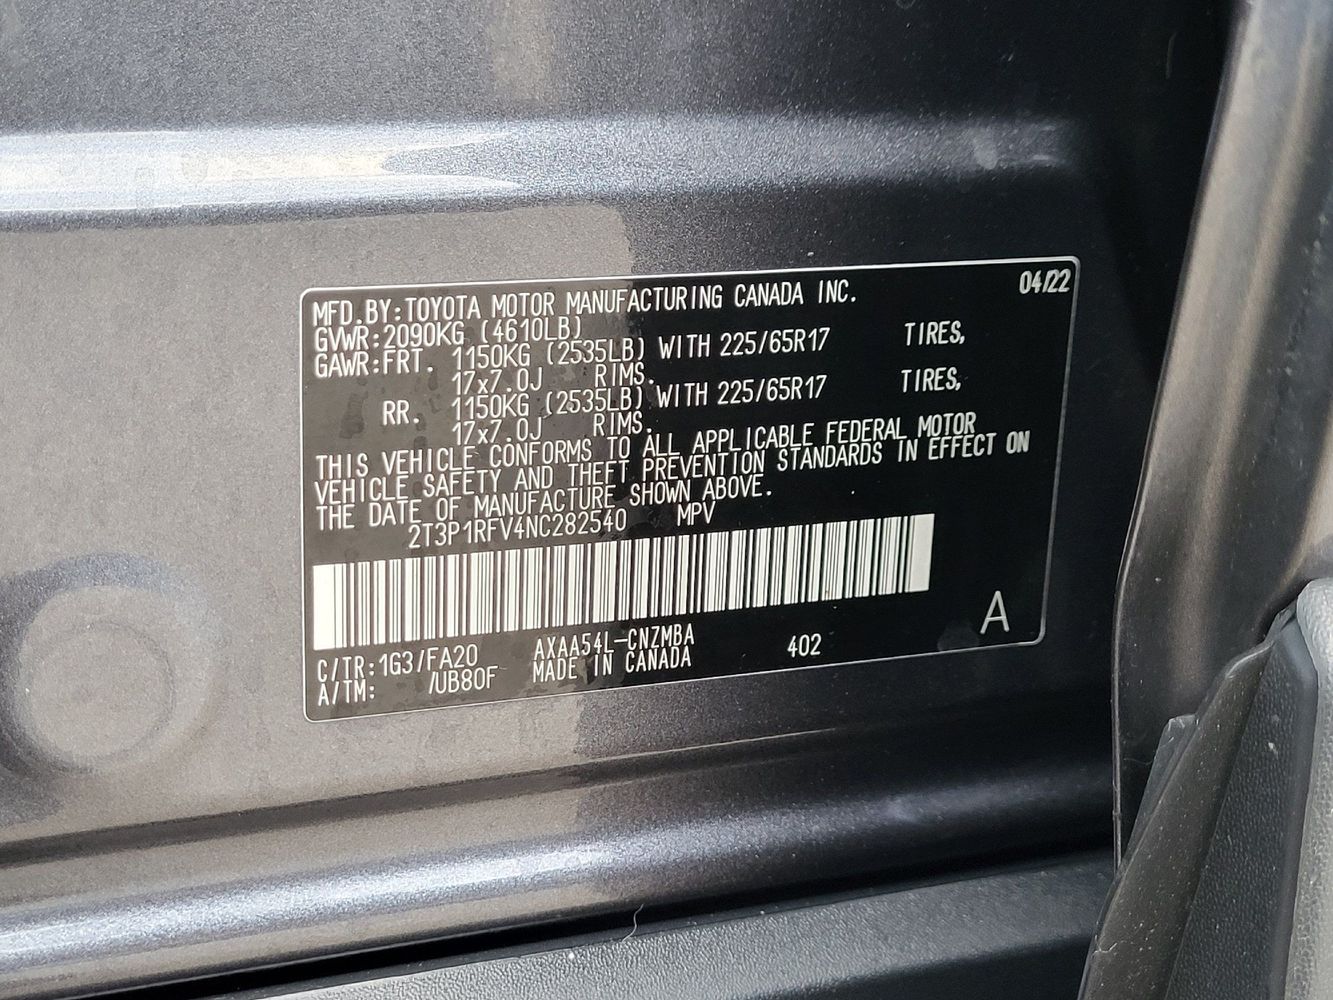 04/22
MFD.BY:TOYOTA MOTOR MANUFACTURING CANADA INC.
GVWR:2090KG (4610LB)
GAWR:FRT. 1150KG (2535LB) WITH 225/65R17 TIRES,
17x7.0J RIMS.
RR. 1150KG (2535LB) WITH 225/65R17 TIRES,
17x7.0J RIMS.
THIS VEHICLE CONFORMS TO ALL APPLICABLE FEDERAL MOTOR
VEHICLE SAFETY AND THEFT PREVENTION STANDARDS IN EFFECT ON
THE DATE OF MANUFACTURE SHOWN ABOVE.
2T3P1RFV4NC282540 MPV
C/TR:1G3/FA20 AXAA54L-CNZMBA 402 A
A/TM: /UB80F MADE IN CANADA